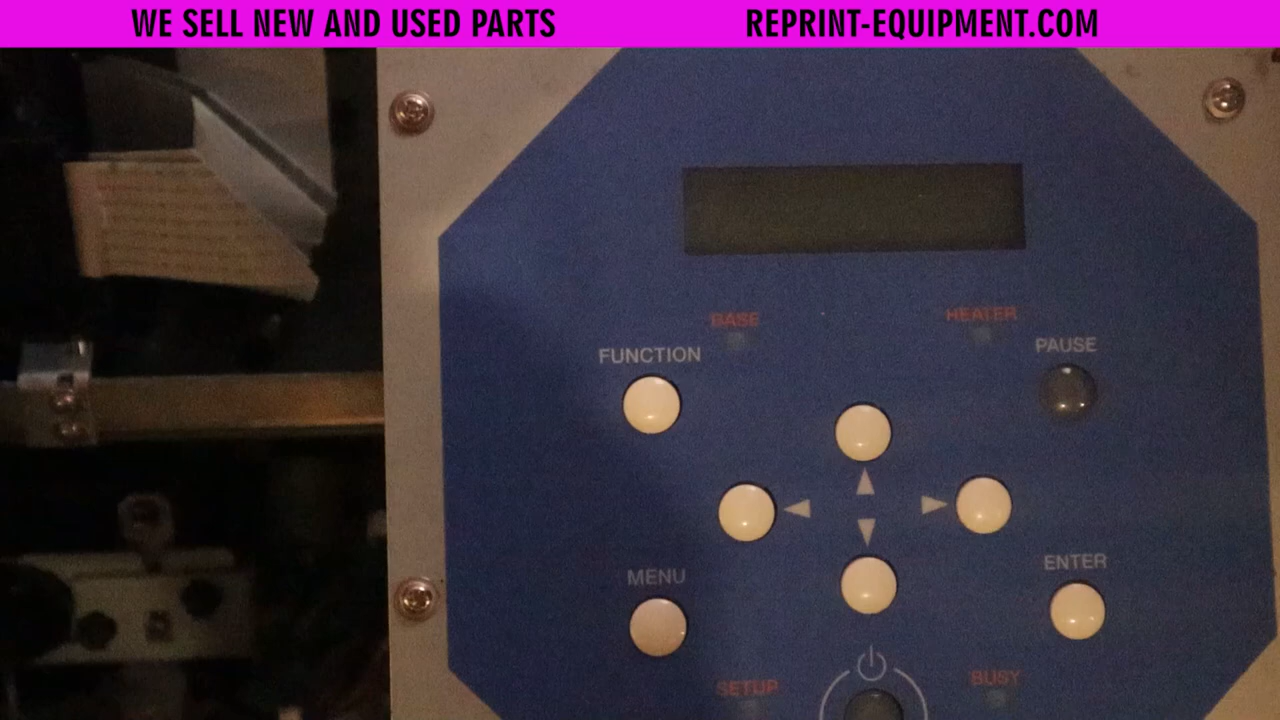 WE SELL NEW AND USED PARTS
REPRINT-EQUIPMENT.COM
BASE
HEATER
FUNCTION
PAUSE
MENU
ENTER
SETUP
BUSY